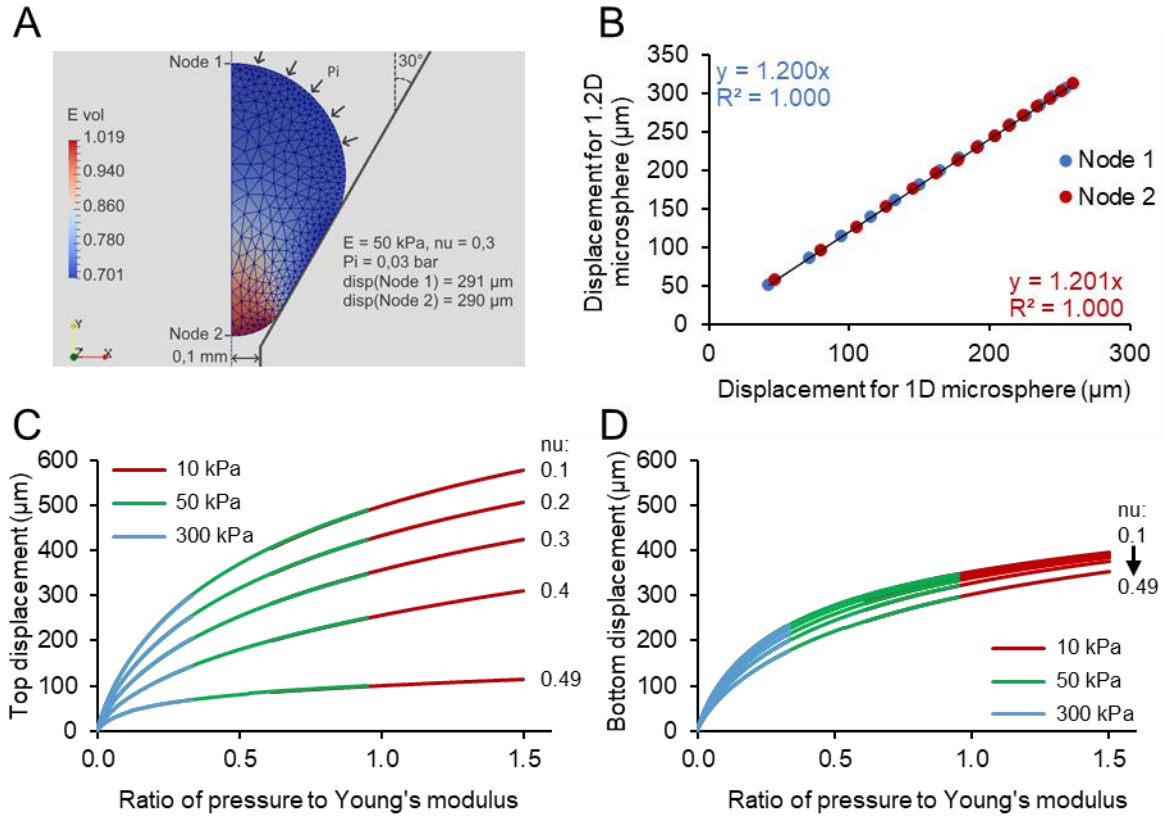 A
Node 1
Pi
30°
E vol
1.019
0.940
0.860
0.780
0.701
E = 50 kPa, nu = 0,3
Pi = 0,03 bar
disp(Node 1) = 291 µm
disp(Node 2) = 290 µm
Node 2
0,1 mm
Y
Z
X
B
Displacement for 1.2D
microsphere (µm)
350
300
250
200
150
100
50
0
y = 1.200x
R² = 1.000
Node 1
Node 2
y = 1.201x
R² = 1.000
0
100
200
300
Displacement for 1D microsphere (µm)
C
Top displacement (µm)
600
500
400
300
200
100
0
10 kPa
50 kPa
300 kPa
nu:
0.1
0.2
0.3
0.4
0.49
0.0
0.5
1.0
1.5
Ratio of pressure to Young's modulus
D
Bottom displacement (µm)
600
500
400
300
200
100
0
nu:
0.1
0.49
10 kPa
50 kPa
300 kPa
0.0
0.5
1.0
1.5
Ratio of pressure to Young's modulus